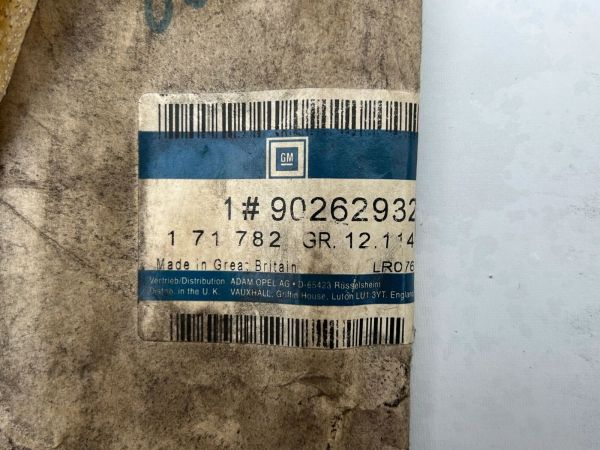 GM
1# 90262932
1 71 782 GR. 12.114
Made in Great Britain LR076
Vertrieb/Distribution ADAM OPEL AG • D-65423 Rüsselsheim
Distrib. in the U. K. VAUXHALL, Griffin House, Luton LU1 3YT, England